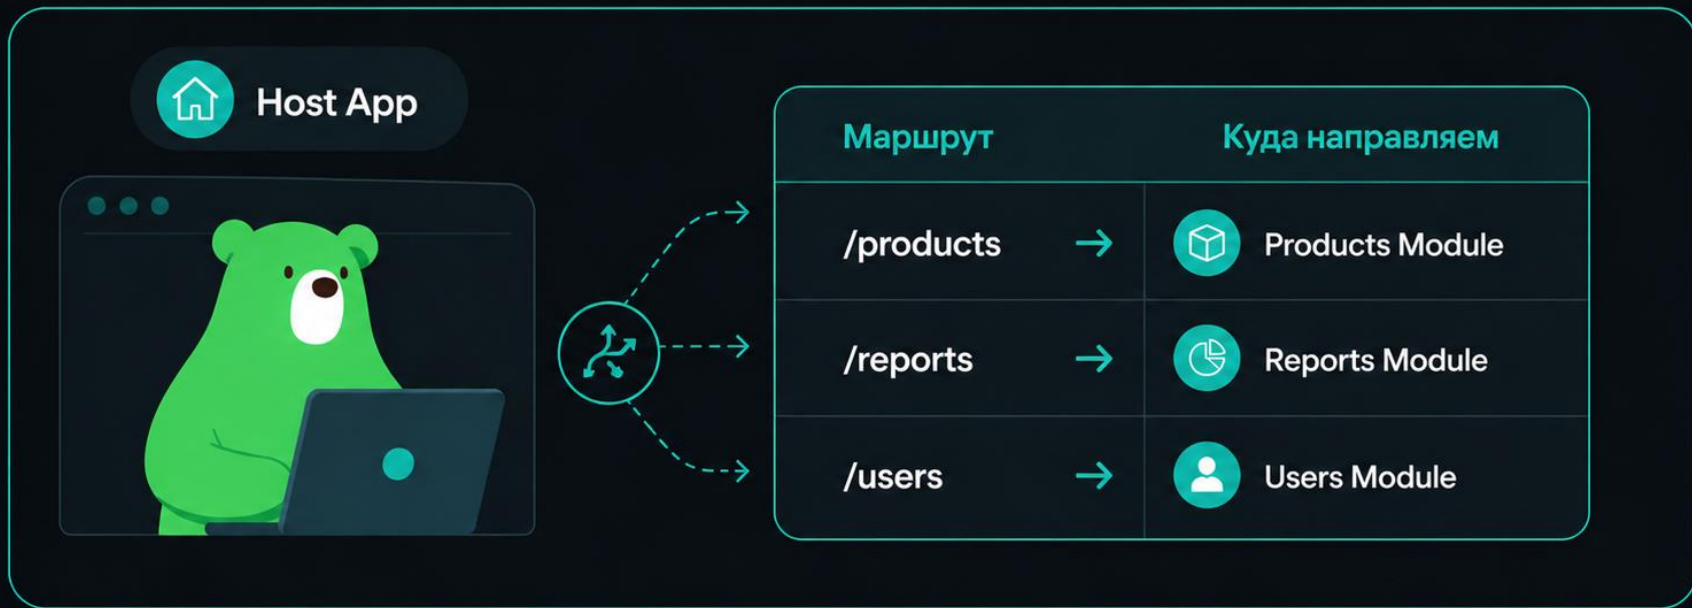 Host App
Маршрут Куда направляем
/products → Products Module
/reports → Reports Module
/users → Users Module